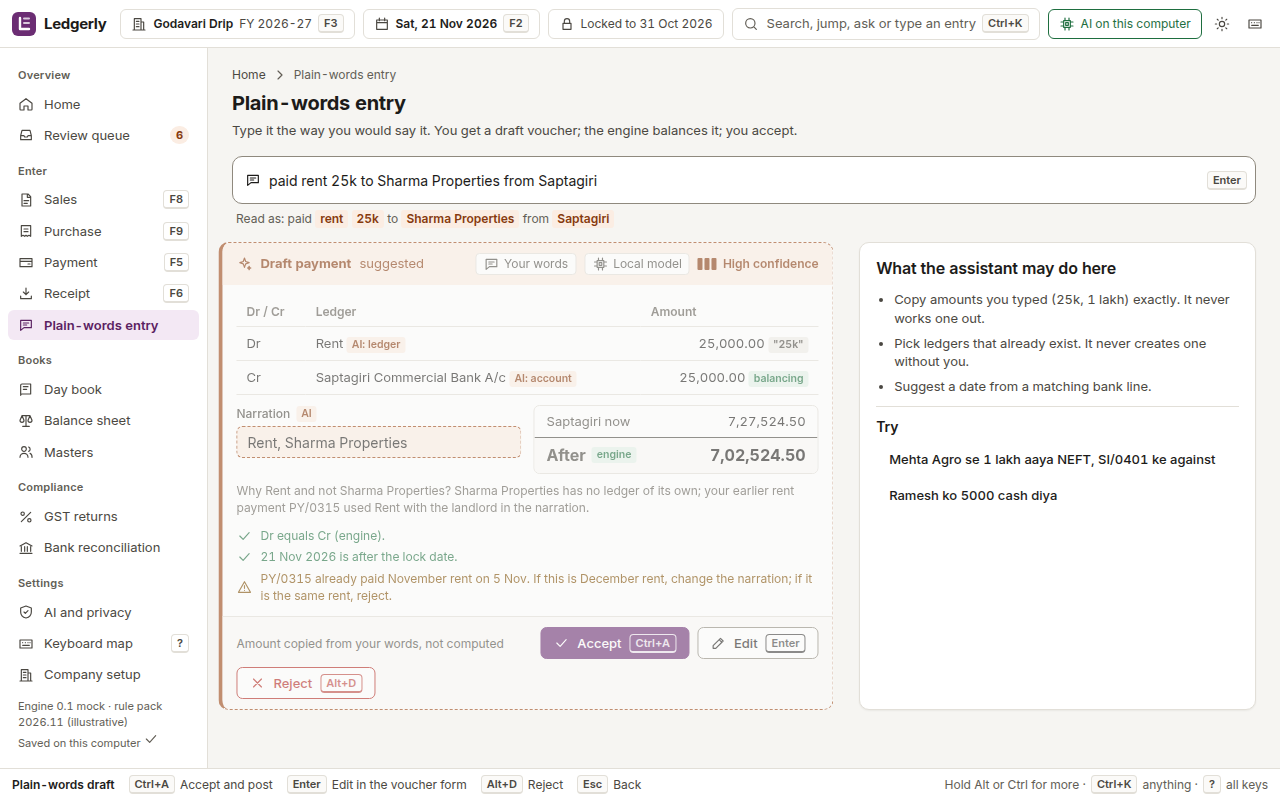 Ledgerly
Godavari Drip FY 2026-27 F3
Sat, 21 Nov 2026 F2
Locked to 31 Oct 2026
Search, jump, ask or type an entry Ctrl+K
AI on this computer
Overview
Home
Review queue 6
Enter
Sales F8
Purchase F9
Payment F5
Receipt F6
Plain-words entry
Books
Day book
Balance sheet
Masters
Compliance
GST returns
Bank reconciliation
Settings
AI and privacy
Keyboard map ?
Company setup
Engine 0.1 mock · rule pack
2026.11 (illustrative)
Saved on this computer
Home > Plain-words entry
Plain-words entry
Type it the way you would say it. You get a draft voucher; the engine balances it; you accept.
paid rent 25k to Sharma Properties from Saptagiri Enter
Read as: paid rent 25k to Sharma Properties from Saptagiri
Draft payment suggested Your words Local model High confidence
Dr / Cr Ledger Amount
Dr Rent AI: ledger 25,000.00 "25k"
Cr Saptagiri Commercial Bank A/c AI: account 25,000.00 balancing
Narration AI
Rent, Sharma Properties
Saptagiri now 7,27,524.50
After engine 7,02,524.50
Why Rent and not Sharma Properties? Sharma Properties has no ledger of its own; your earlier rent
payment PY/0315 used Rent with the landlord in the narration.
Dr equals Cr (engine).
21 Nov 2026 is after the lock date.
PY/0315 already paid November rent on 5 Nov. If this is December rent, change the narration; if it
is the same rent, reject.
Amount copied from your words, not computed
Accept Ctrl+A
Edit Enter
Reject Alt+D
What the assistant may do here
• Copy amounts you typed (25k, 1 lakh) exactly. It never
works one out.
• Pick ledgers that already exist. It never creates one
without you.
• Suggest a date from a matching bank line.
Try
Mehta Agro se 1 lakh aaya NEFT, SI/0401 ke against
Ramesh ko 5000 cash diya
Plain-words draft Ctrl+A Accept and post Enter Edit in the voucher form Alt+D Reject Esc Back
Hold Alt or Ctrl for more · Ctrl+K anything · ? all keys